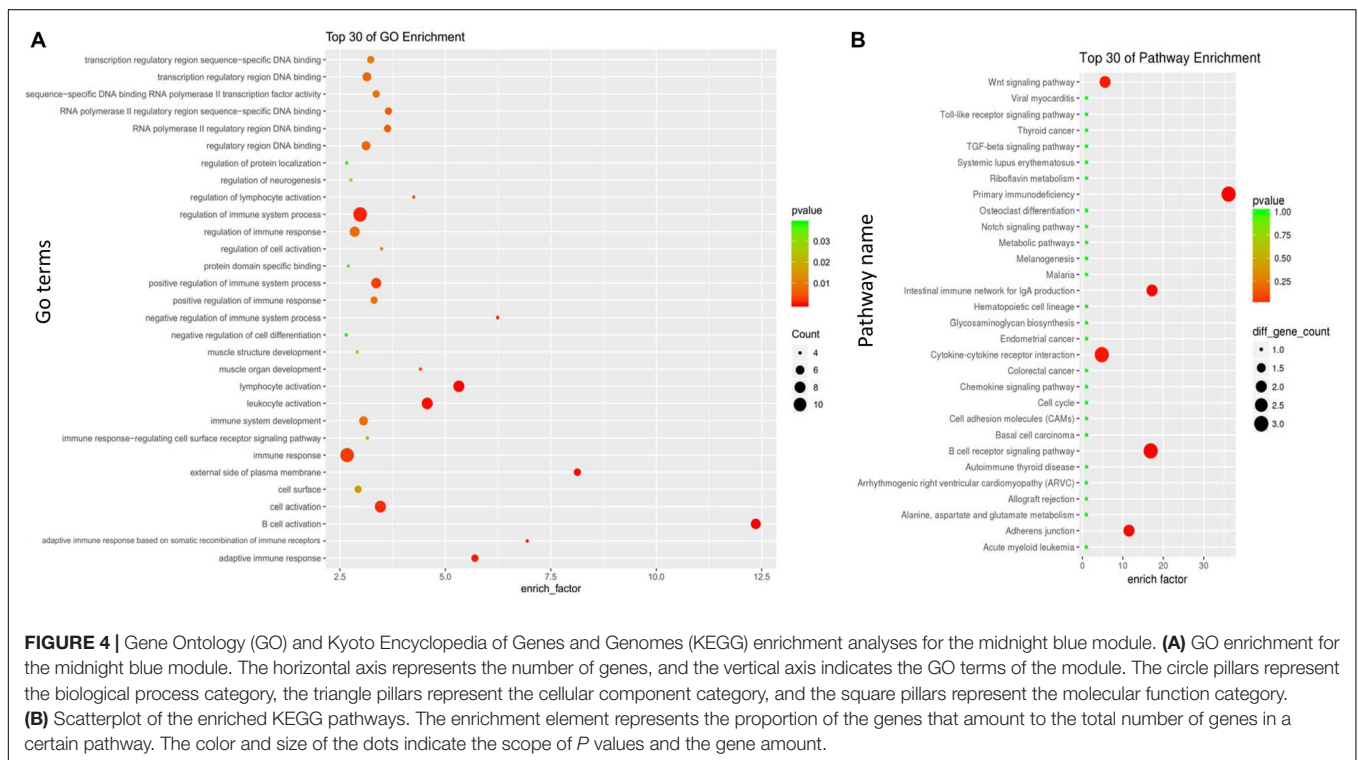 A
Top 30 of GO Enrichment
Go terms
transcription regulatory region sequence-specific DNA binding
transcription regulatory region DNA binding
sequence-specific DNA binding RNA polymerase II transcription factor activity
RNA polymerase II regulatory region sequence-specific DNA binding
RNA polymerase II regulatory region DNA binding
regulatory region DNA binding
regulation of protein localization
regulation of neurogenesis
regulation of lymphocyte activation
regulation of immune system process
regulation of immune response
regulation of cell activation
protein domain specific binding
positive regulation of immune system process
positive regulation of immune response
negative regulation of immune system process
negative regulation of cell differentiation
muscle structure development
muscle organ development
lymphocyte activation
leukocyte activation
immune system development
immune response-regulating cell surface receptor signaling pathway
immune response
external side of plasma membrane
cell surface
cell activation
B cell activation
adaptive immune response based on somatic recombination of immune receptors
adaptive immune response
2.5 5.0 7.5 10.0 12.5
enrich_factor
pvalue
0.03
0.02
0.01
Count
4
6
8
10
B
Top 30 of Pathway Enrichment
Pathway name
Wnt signaling pathway
Viral myocarditis
Toll-like receptor signaling pathway
Thyroid cancer
TGF-beta signaling pathway
Systemic lupus erythematosus
Riboflavin metabolism
Primary immunodeficiency
Osteoclast differentiation
Notch signaling pathway
Metabolic pathways
Melanogenesis
Malaria
Intestinal immune network for IgA production
Hematopoietic cell lineage
Glycosaminoglycan biosynthesis
Endometrial cancer
Cytokine-cytokine receptor interaction
Colorectal cancer
Chemokine signaling pathway
Cell cycle
Cell adhesion molecules (CAMs)
Basal cell carcinoma
B cell receptor signaling pathway
Autoimmune thyroid disease
Arrhythmogenic right ventricular cardiomyopathy (ARVC)
Allograft rejection
Alanine, aspartate and glutamate metabolism
Adherens junction
Acute myeloid leukemia
0 10 20 30
enrich factor
pvalue
1.00
0.75
0.50
0.25
diff_gene_count
1.0
1.5
2.0
2.5
3.0
FIGURE 4 | Gene Ontology (GO) and Kyoto Encyclopedia of Genes and Genomes (KEGG) enrichment analyses for the midnight blue module. (A) GO enrichment for
the midnight blue module. The horizontal axis represents the number of genes, and the vertical axis indicates the GO terms of the module. The circle pillars represent
the biological process category, the triangle pillars represent the cellular component category, and the square pillars represent the molecular function category.
(B) Scatterplot of the enriched KEGG pathways. The enrichment element represents the proportion of the genes that amount to the total number of genes in a
certain pathway. The color and size of the dots indicate the scope of P values and the gene amount.